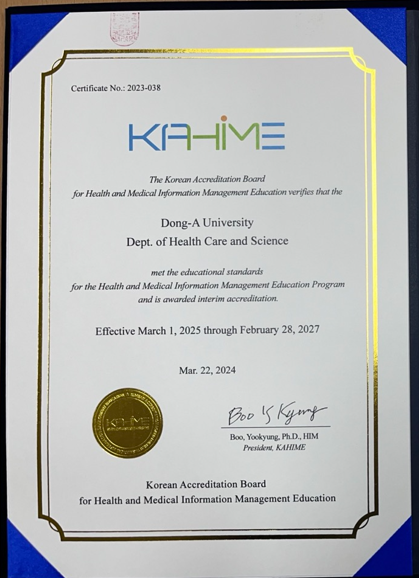 Certificate No.: 2023-038
KAHIME
The Korean Accreditation Board
for Health and Medical Information Management Education verifies that the
Dong-A University
Dept. of Health Care and Science
met the educational standards
for the Health and Medical Information Management Education Program
and is awarded interim accreditation.
Effective March 1, 2025 through February 28, 2027
Mar. 22, 2024
KAHIME
Boo Y Kyung
Boo, Yookyung, Ph.D., HIM
President, KAHIME
Korean Accreditation Board
for Health and Medical Information Management Education